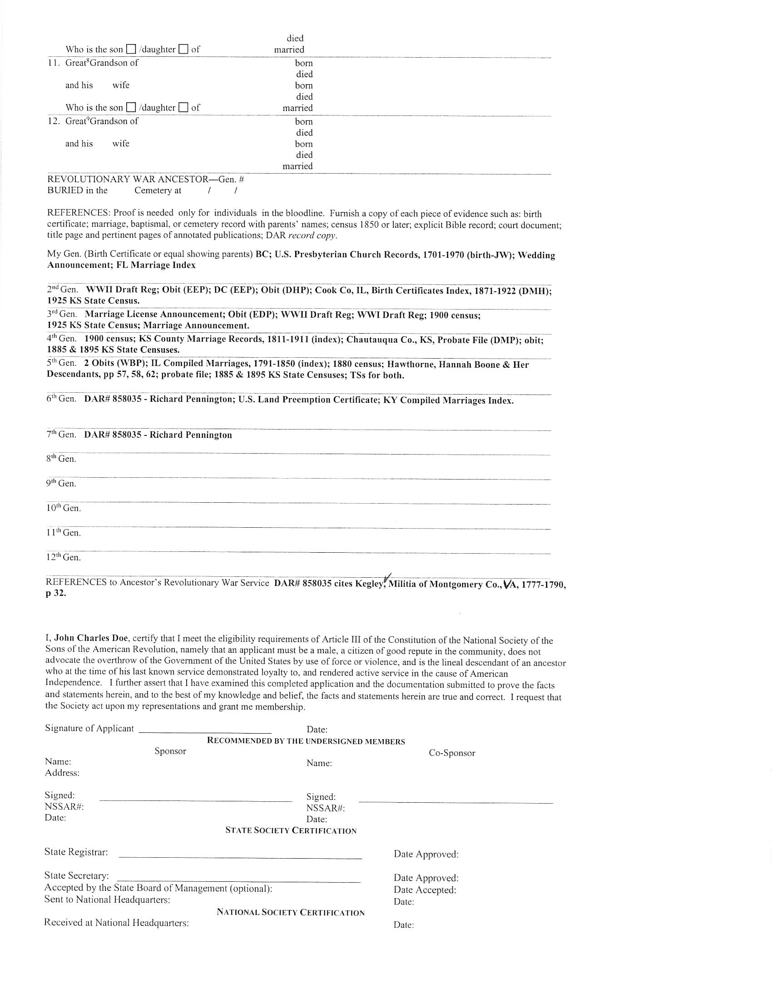 died
Who is the son ☐ /daughter ☐ of married
11. Great⁸Grandson of born
died
and his wife born
died
Who is the son ☐ /daughter ☐ of married
12. Great⁹Grandson of born
died
and his wife born
died
married
REVOLUTIONARY WAR ANCESTOR—Gen. #
BURIED in the Cemetery at / /
REFERENCES: Proof is needed only for individuals in the bloodline. Furnish a copy of each piece of evidence such as: birth
certificate; marriage, baptismal, or cemetery record with parents' names; census 1850 or later; explicit Bible record; court document;
title page and pertinent pages of annotated publications; DAR record copy.
My Gen. (Birth Certificate or equal showing parents) BC; U.S. Presbyterian Church Records, 1701-1970 (birth-JW); Wedding
Announcement; FL Marriage Index
2nd Gen. WWII Draft Reg; Obit (EEP); DC (EEP); Obit (DHP); Cook Co, IL, Birth Certificates Index, 1871-1922 (DMH);
1925 KS State Census.
3rd Gen. Marriage License Announcement; Obit (EDP); WWII Draft Reg; WWI Draft Reg; 1900 census;
1925 KS State Census; Marriage Announcement.
4th Gen. 1900 census; KS County Marriage Records, 1811-1911 (index); Chautauqua Co., KS, Probate File (DMP); obit;
1885 & 1895 KS State Censuses.
5th Gen. 2 Obits (WBP); IL Compiled Marriages, 1791-1850 (index); 1880 census; Hawthorne, Hannah Boone & Her
Descendants, pp 57, 58, 62; probate file; 1885 & 1895 KS State Censuses; TSs for both.
6th Gen. DAR# 858035 - Richard Pennington; U.S. Land Preemption Certificate; KY Compiled Marriages Index.
7th Gen. DAR# 858035 - Richard Pennington
8th Gen.
9th Gen.
10th Gen.
11th Gen.
12th Gen.
REFERENCES to Ancestor's Revolutionary War Service DAR# 858035 cites Kegley, Militia of Montgomery Co., VA, 1777-1790,
p 32.
I, John Charles Doe, certify that I meet the eligibility requirements of Article III of the Constitution of the National Society of the
Sons of the American Revolution, namely that an applicant must be a male, a citizen of good repute in the community, does not
advocate the overthrow of the Government of the United States by use of force or violence, and is the lineal descendant of an ancestor
who at the time of his last known service demonstrated loyalty to, and rendered active service in the cause of American
Independence. I further assert that I have examined this completed application and the documentation submitted to prove the facts
and statements herein, and to the best of my knowledge and belief, the facts and statements herein are true and correct. I request that
the Society act upon my representations and grant me membership.
Signature of Applicant Date:
RECOMMENDED BY THE UNDERSIGNED MEMBERS
Sponsor Co-Sponsor
Name: Name:
Address:
Signed: Signed:
NSSAR#: NSSAR#:
Date: Date:
STATE SOCIETY CERTIFICATION
State Registrar: Date Approved:
State Secretary: Date Approved:
Accepted by the State Board of Management (optional): Date Accepted:
Sent to National Headquarters: Date:
NATIONAL SOCIETY CERTIFICATION
Received at National Headquarters: Date: